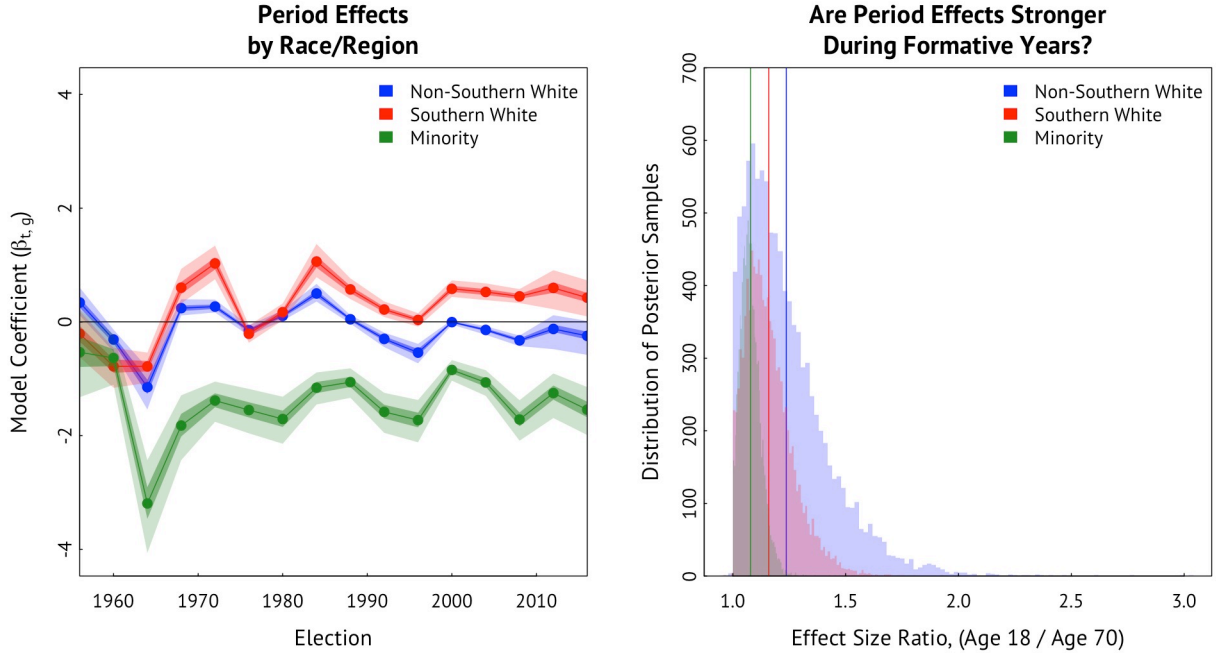 Period Effects
by Race/Region
Non-Southern White
Southern White
Minority
Model Coefficient (βt, g)
4
2
0
-2
-4
1960 1970 1980 1990 2000 2010
Election
Are Period Effects Stronger
During Formative Years?
Non-Southern White
Southern White
Minority
Distribution of Posterior Samples
700
600
500
400
300
200
100
0
1.0 1.5 2.0 2.5 3.0
Effect Size Ratio, (Age 18 / Age 70)